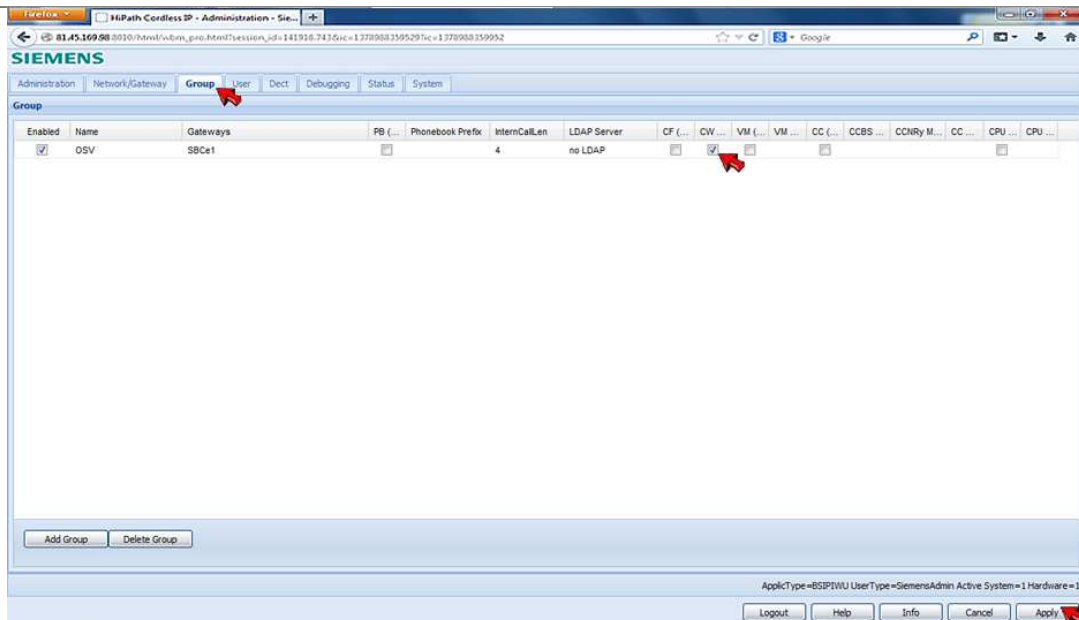 Firefox
HiPath Cordless IP - Administration - Sie...
81.45.169.98:8010/html/wbm_pro.html?session_id=141918.743&ic=1378988359529?ic=1378988359952
Google
SIEMENS
Administration Network/Gateway Group User Dect Debugging Status System
Group
Enabled Name Gateways PB (... Phonebook Prefix InternCallLen LDAP Server CF (... CW ... VM (... VM ... CC (... CCBS ... CCNRy M... CC ... CPU ... CPU ...
OSV SBCe1 4 no LDAP
Add Group Delete Group
ApplicType=BSIPIWU UserType=SiemensAdmin Active System=1 Hardware=1
Logout Help Info Cancel Apply